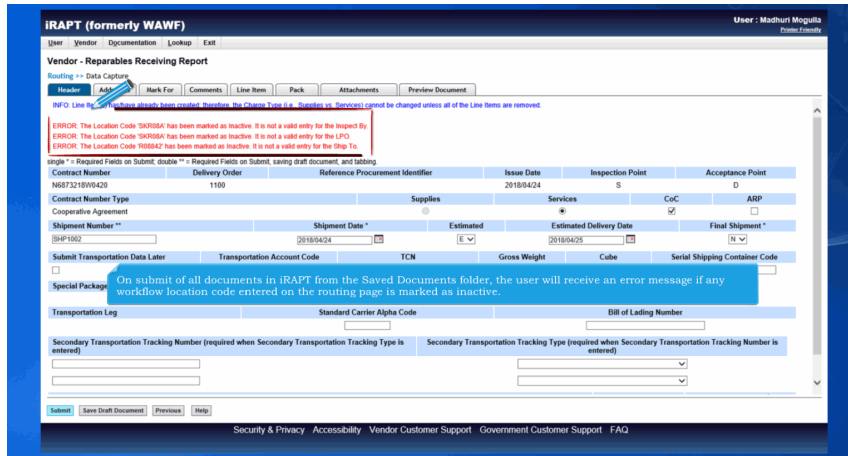 iRAPT (formerly WAWF)
User : Madhuri Mogulla
Printer Friendly
User Vendor Documentation Lookup Exit
Vendor - Reparables Receiving Report
Routing >> Data Capture
Header Mark For Comments Line Item Pack Attachments Preview Document
INFO: Line has/have already been created; therefore, the Charge Type (i.e., Supplies vs. Services) cannot be changed unless all of the Line Items are removed.
ERROR: The Location Code 'SKR08A' has been marked as Inactive. It is not a valid entry for the Inspect By.
ERROR: The Location Code 'SKR08A' has been marked as Inactive. It is not a valid entry for the LPO.
ERROR: The Location Code 'R08842' has been marked as Inactive. It is not a valid entry for the Ship To.
single * = Required Fields on Submit; double ** = Required Fields on Submit, saving draft document, and tabbing.
Contract Number Delivery Order Reference Procurement Identifier Issue Date Inspection Point Acceptance Point
N6873218W0420 1100 2018/04/24 S D
Contract Number Type Supplies Services CoC ARP
Cooperative Agreement
Shipment Number ** Shipment Date * Estimated Estimated Delivery Date Final Shipment *
SHP1002 2018/04/24 E 2018/04/25 N
Submit Transportation Data Later Transportation Account Code TCN Gross Weight Cube Serial Shipping Container Code
Special Package
On submit of all documents in iRAPT from the Saved Documents folder, the user will receive an error message if any
workflow location code entered on the routing page is marked as inactive.
Transportation Leg Standard Carrier Alpha Code Bill of Lading Number
Secondary Transportation Tracking Number (required when Secondary Transportation Tracking Type is
entered)
Secondary Transportation Tracking Type (required when Secondary Transportation Tracking Number is
entered)
Submit Save Draft Document Previous Help
Security & Privacy Accessibility Vendor Customer Support Government Customer Support FAQ